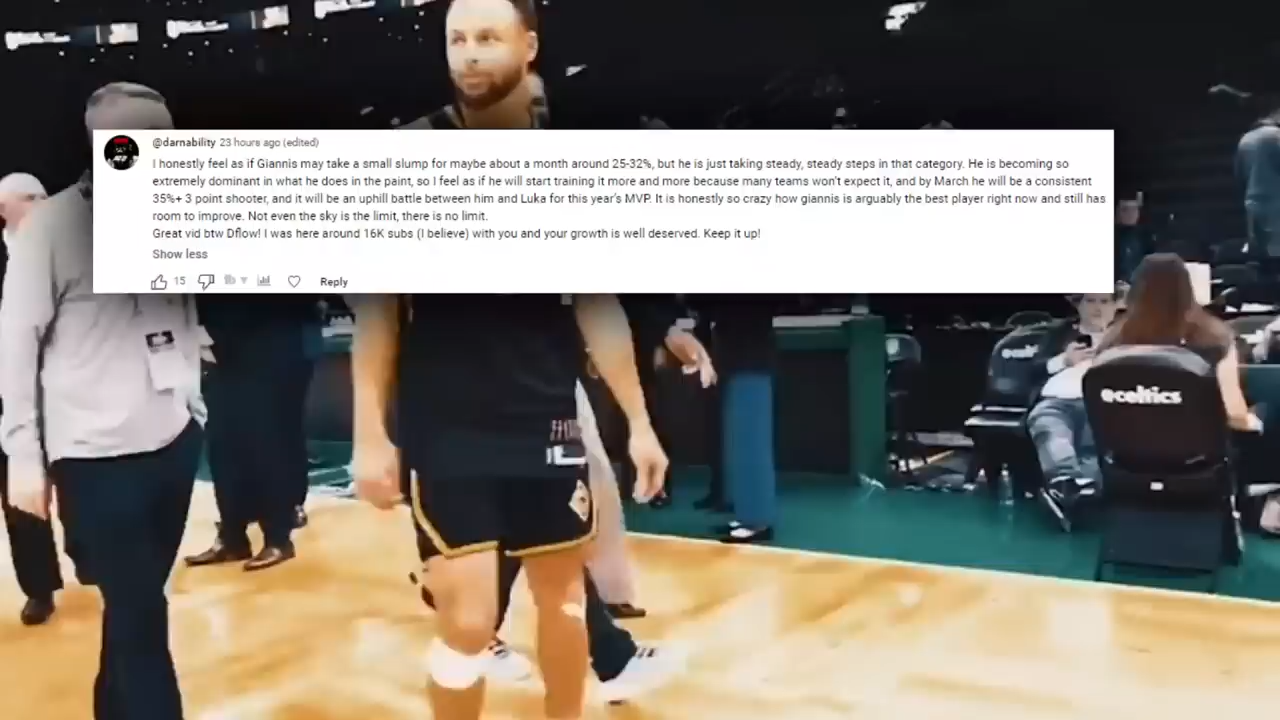 @darnability 23 hours ago (edited)
I honestly feel as if Giannis may take a small slump for maybe about a month around 25-32%, but he is just taking steady, steady steps in that category. He is becoming so
extremely dominant in what he does in the paint, so I feel as if he will start training it more and more because many teams won't expect it, and by March he will be a consistent
35%+ 3 point shooter, and it will be an uphill battle between him and Luka for this year's MVP. It is honestly so crazy how giannis is arguably the best player right now and still has
room to improve. Not even the sky is the limit, there is no limit.
Great vid btw Dflow! I was here around 16K subs (I believe) with you and your growth is well deserved. Keep it up!
Show less
15 Reply
celtics